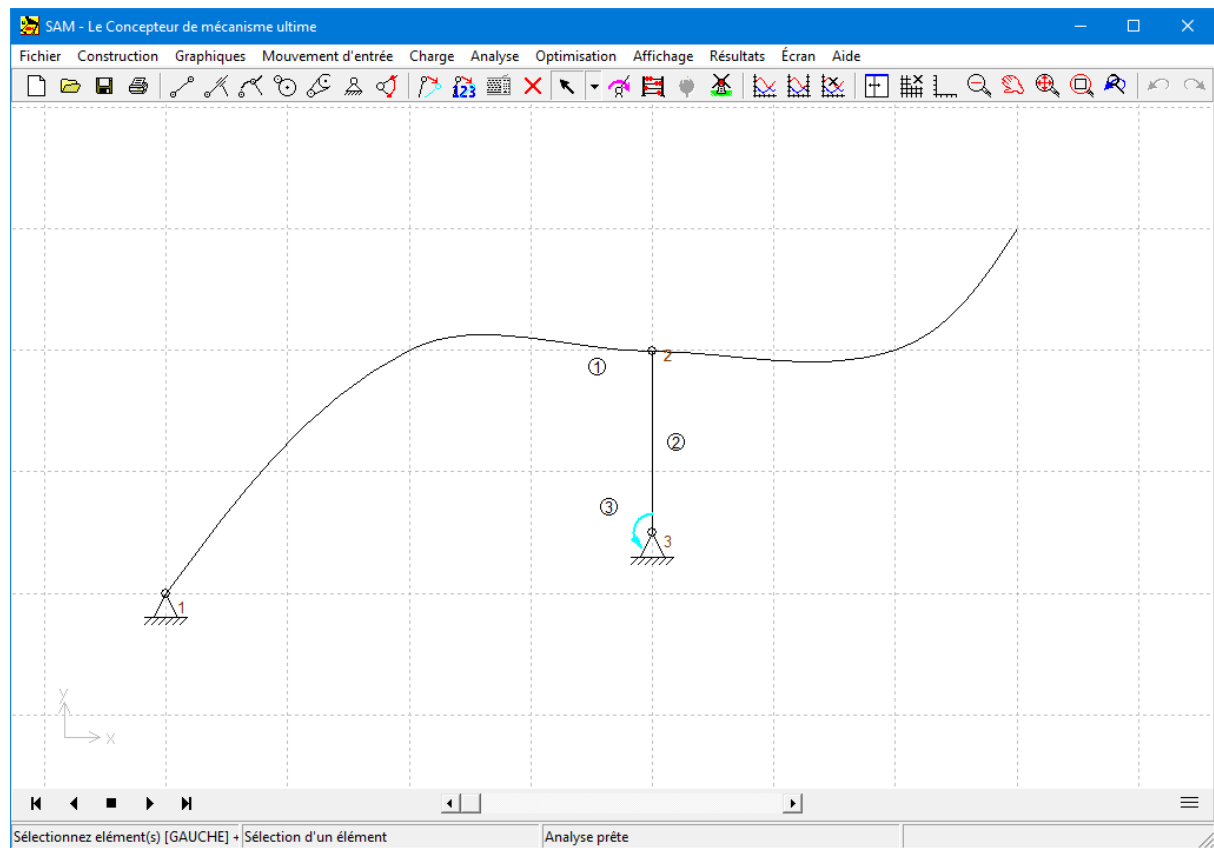 SAM - Le Concepteur de mécanisme ultime
Fichier Construction Graphiques Mouvement d'entrée Charge Analyse Optimisation Affichage Résultats Écran Aide
123
1
2
2
3
3
1
y
x
Sélectionnez elément(s) [GAUCHE] + Sélection d'un élément Analyse prête